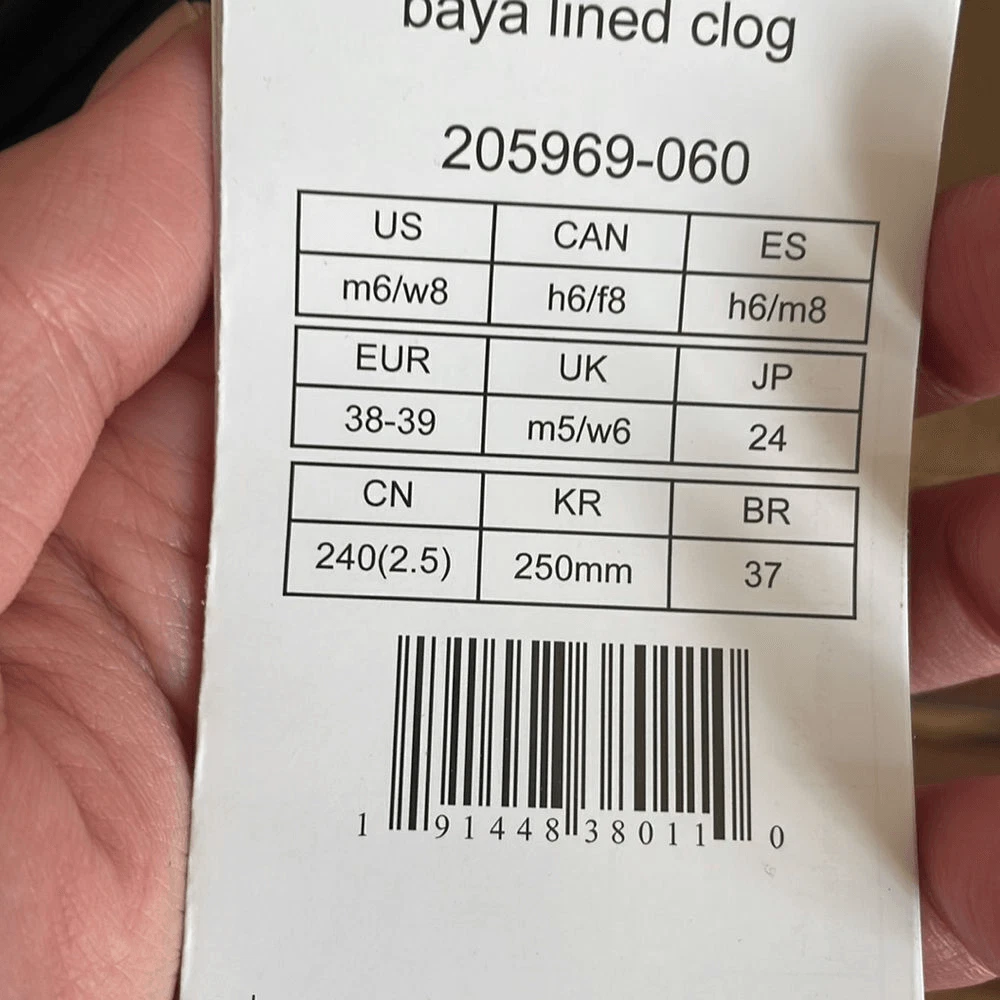 baya lined clog
205969-060
US CAN ES
m6/w8 h6/f8 h6/m8
EUR UK JP
38-39 m5/w6 24
CN KR BR
240(2.5) 250mm 37
1 91448 38011 0